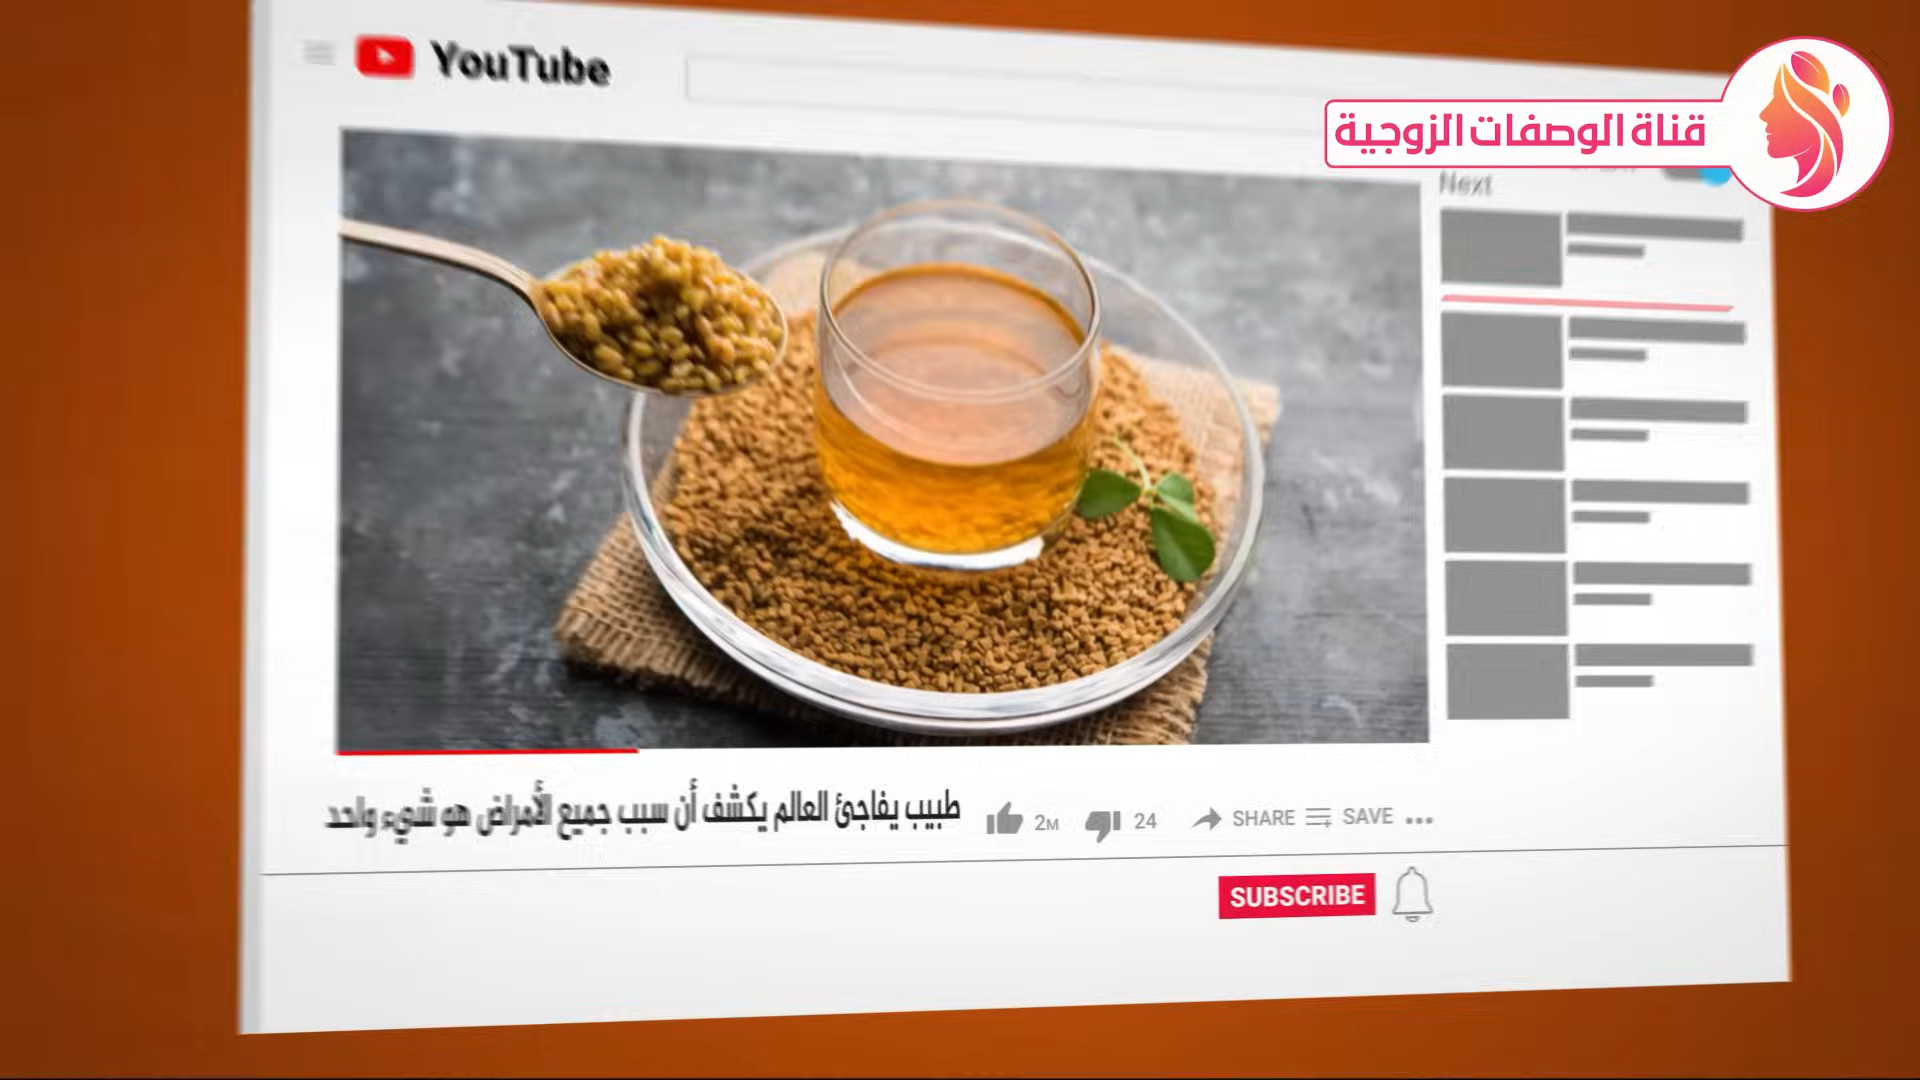 YouTube
قناة الوصفات الزوجية
Next
طبيب يفاجئ العالم يكشف أن سبب جميع الأمراض هو شيء واحد
2M
24
SHARE
SAVE
SUBSCRIBE